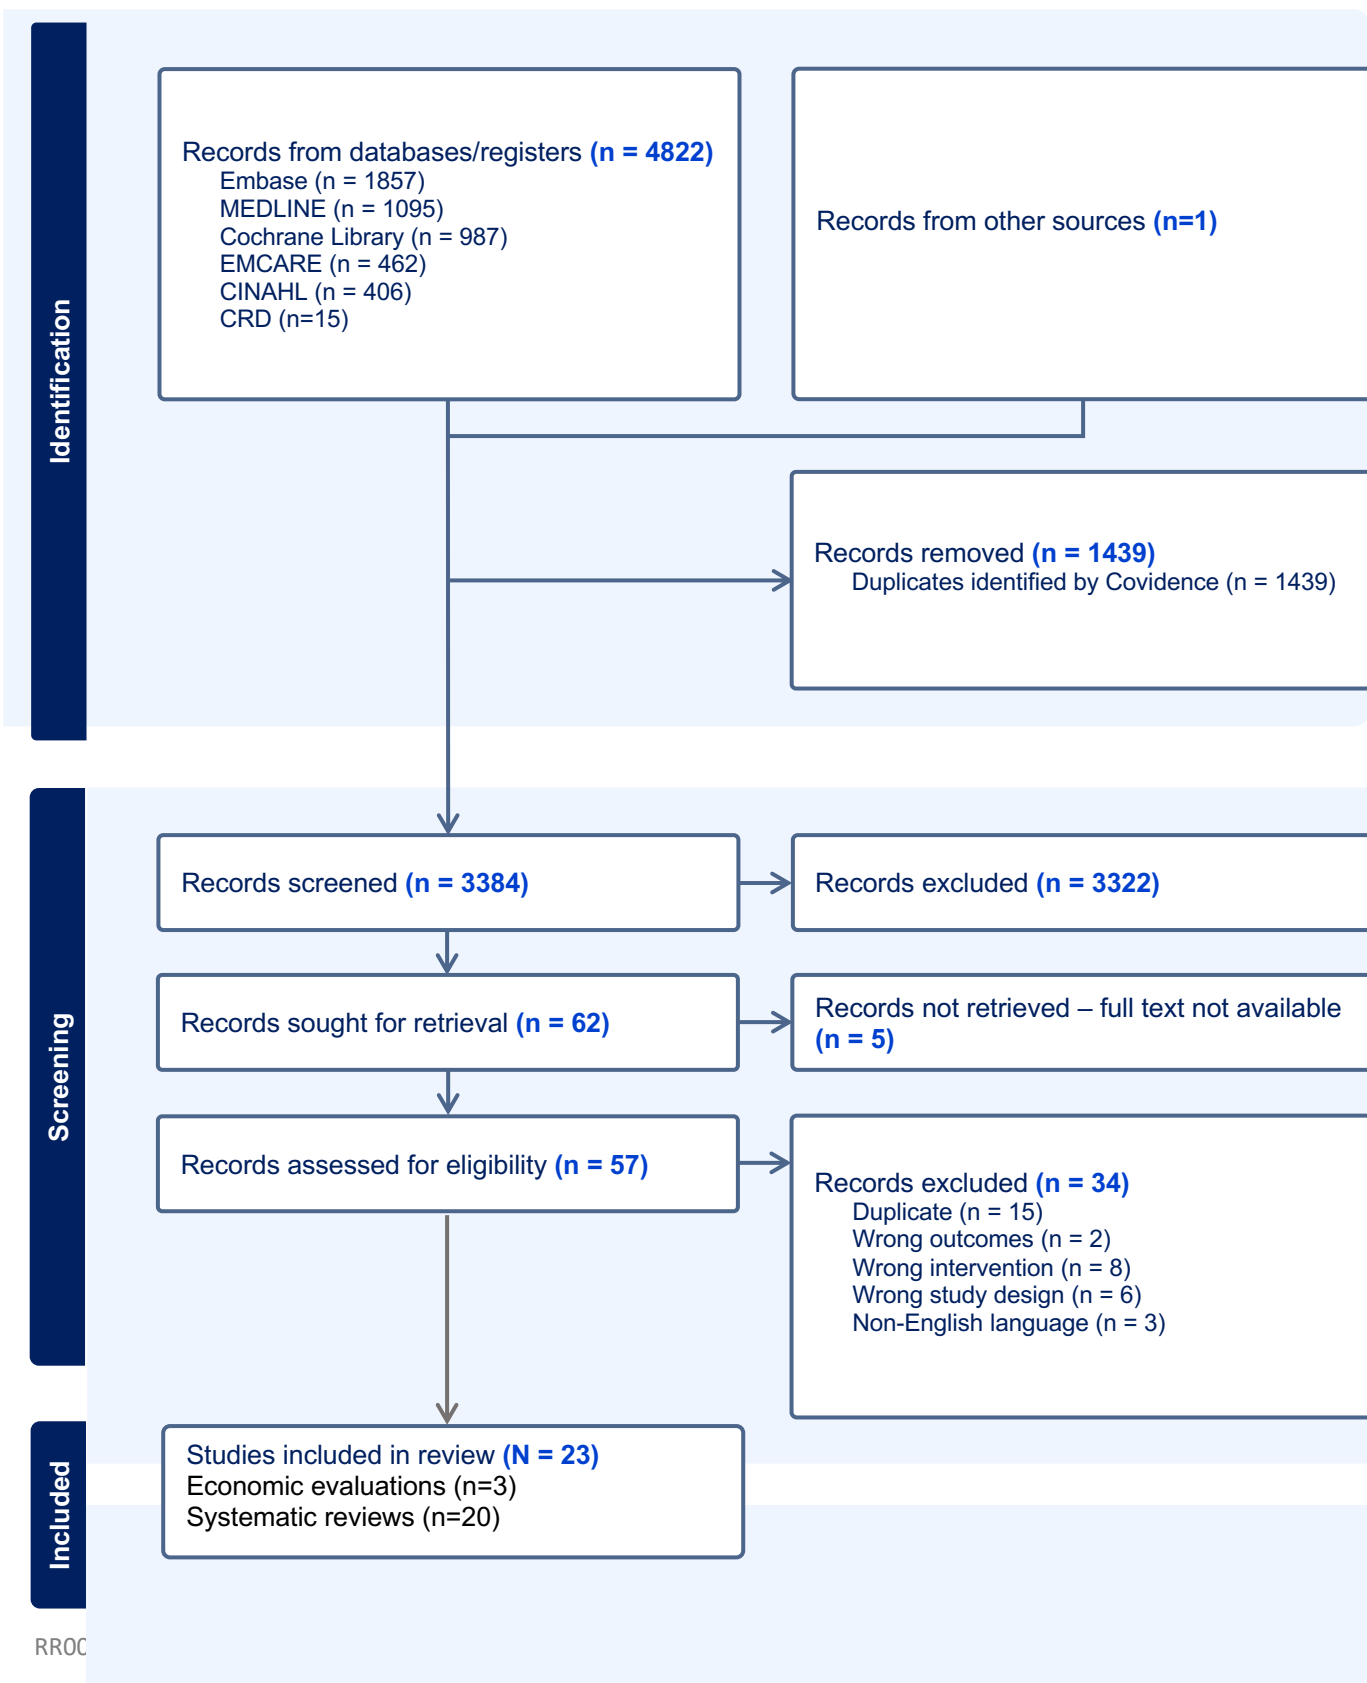 Identification
Records from databases/registers (n = 4822)
Embase (n = 1857)
MEDLINE (n = 1095)
Cochrane Library (n = 987)
EMCARE (n = 462)
CINAHL (n = 406)
CRD (n=15)
Records from other sources (n=1)
Records removed (n = 1439)
Duplicates identified by Covidence (n = 1439)
Screening
Records screened (n = 3384)
Records excluded (n = 3322)
Records sought for retrieval (n = 62)
Records not retrieved – full text not available
(n = 5)
Records assessed for eligibility (n = 57)
Records excluded (n = 34)
Duplicate (n = 15)
Wrong outcomes (n = 2)
Wrong intervention (n = 8)
Wrong study design (n = 6)
Non-English language (n = 3)
Included
Studies included in review (N = 23)
Economic evaluations (n=3)
Systematic reviews (n=20)